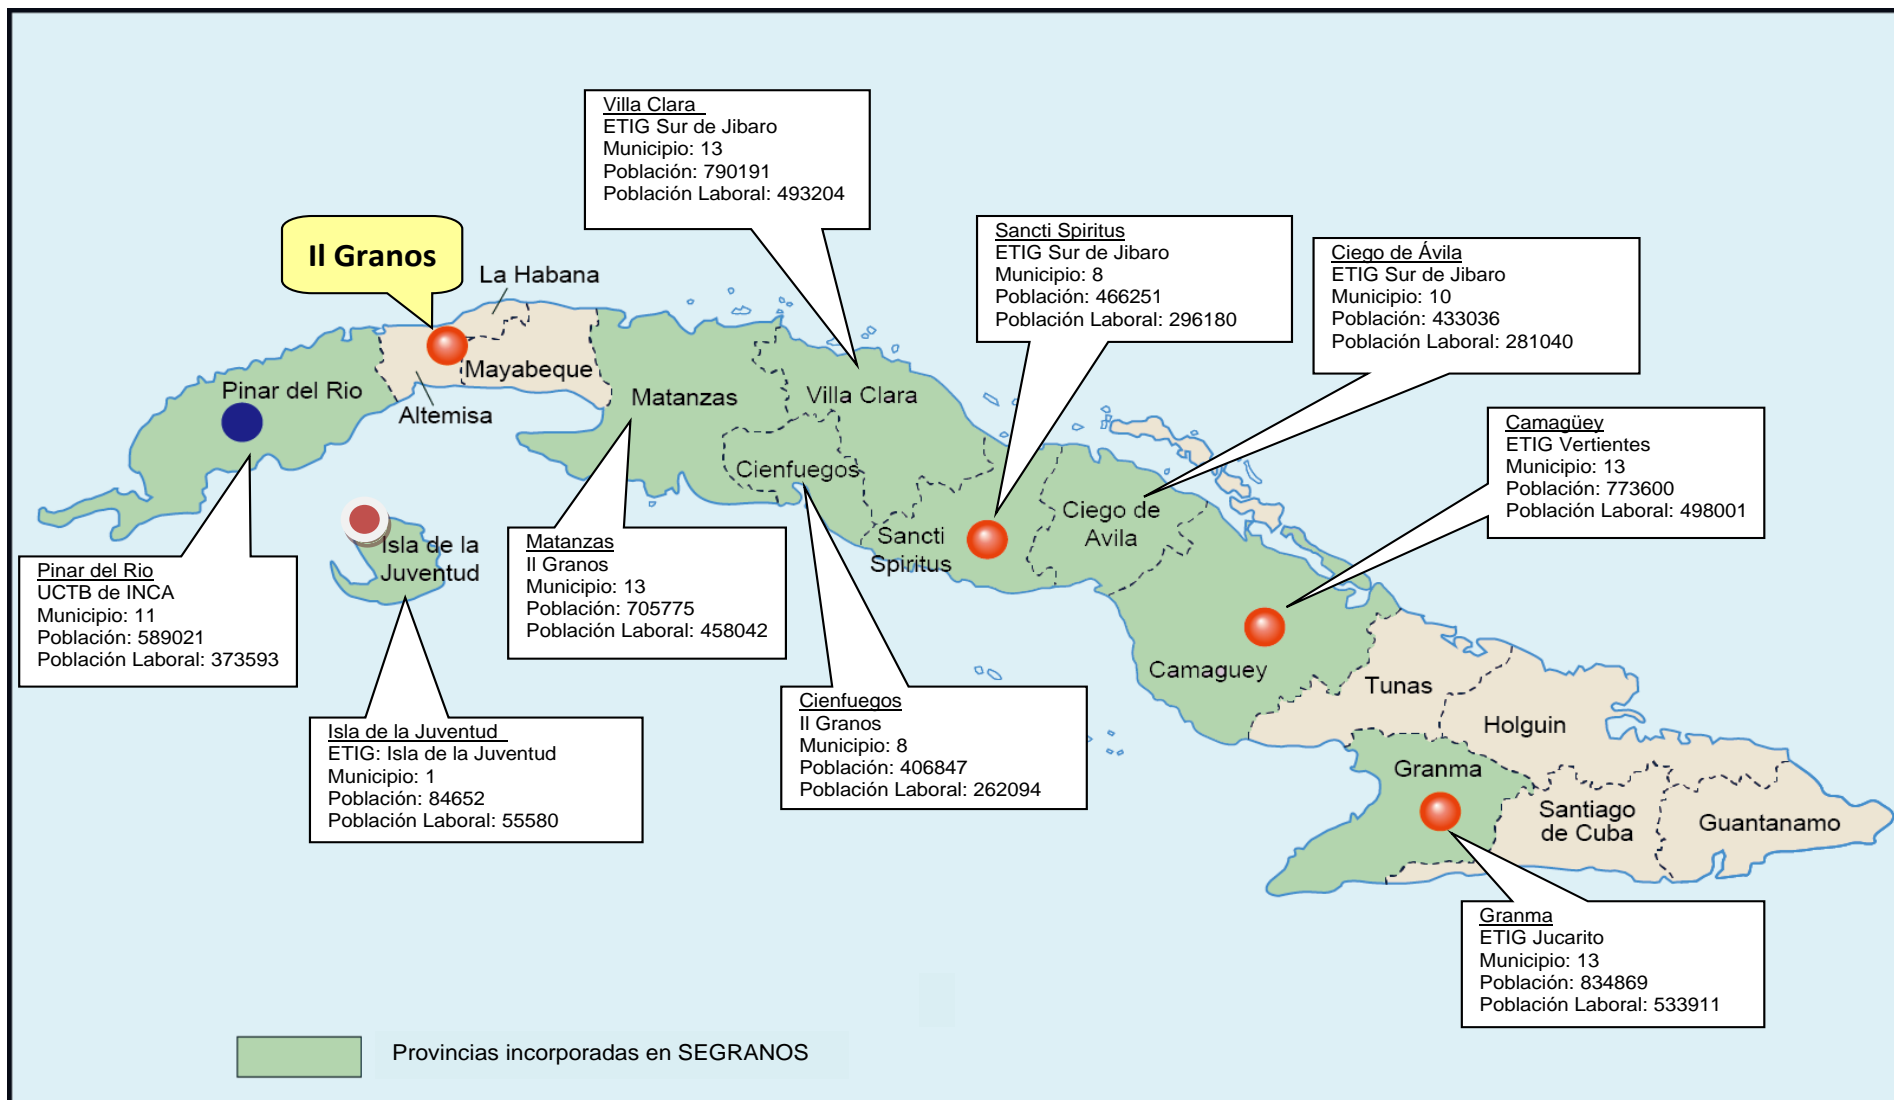 Villa Clara
ETIG Sur de Jibaro
Municipio: 13
Población: 790191
Población Laboral: 493204
Il Granos
La Habana
Sancti Spiritus
ETIG Sur de Jibaro
Municipio: 8
Población: 466251
Población Laboral: 296180
Ciego de Ávila
ETIG Sur de Jibaro
Municipio: 10
Población: 433036
Población Laboral: 281040
Pinar del Rio
Altemisa
Mayabeque
Matanzas
Villa Clara
Cienfuegos
Sancti
Spiritus
Ciego de
Avila
Camagüey
ETIG Vertientes
Municipio: 13
Población: 773600
Población Laboral: 498001
Isla de la
Juventud
Pinar del Rio
UCTB de INCA
Municipio: 11
Población: 589021
Población Laboral: 373593
Matanzas
Il Granos
Municipio: 13
Población: 705775
Población Laboral: 458042
Camaguey
Tunas
Holguin
Isla de la Juventud
ETIG: Isla de la Juventud
Municipio: 1
Población: 84652
Población Laboral: 55580
Cienfuegos
Il Granos
Municipio: 8
Población: 406847
Población Laboral: 262094
Granma
Santiago
de Cuba
Guantanamo
Granma
ETIG Jucarito
Municipio: 13
Población: 834869
Población Laboral: 533911
Provincias incorporadas en SEGRANOS